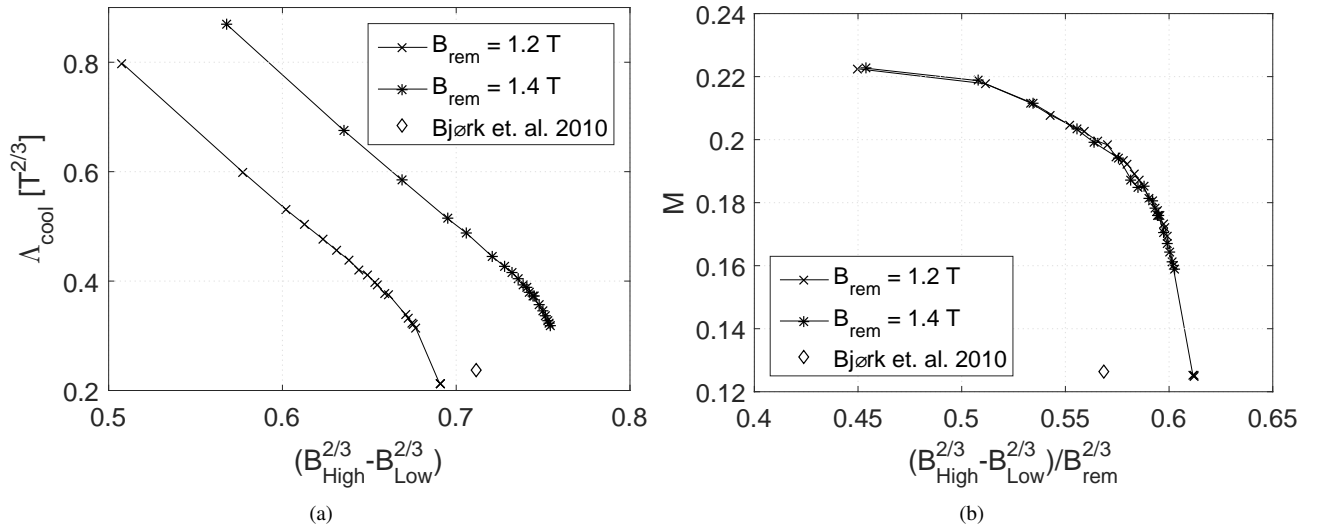 0.8
0.6
0.4
0.2
0.5
0.6
0.7
0.8
Λcool [T2/3]
(B2/3High-B2/3Low)
Brem = 1.2 T
Brem = 1.4 T
Bjørk et. al. 2010
(a)
0.24
0.22
0.2
0.18
0.16
0.14
0.12
0.4
0.45
0.5
0.55
0.6
0.65
M
(B2/3High-B2/3Low)/B2/3rem
Brem = 1.2 T
Brem = 1.4 T
Bjørk et. al. 2010
(b)